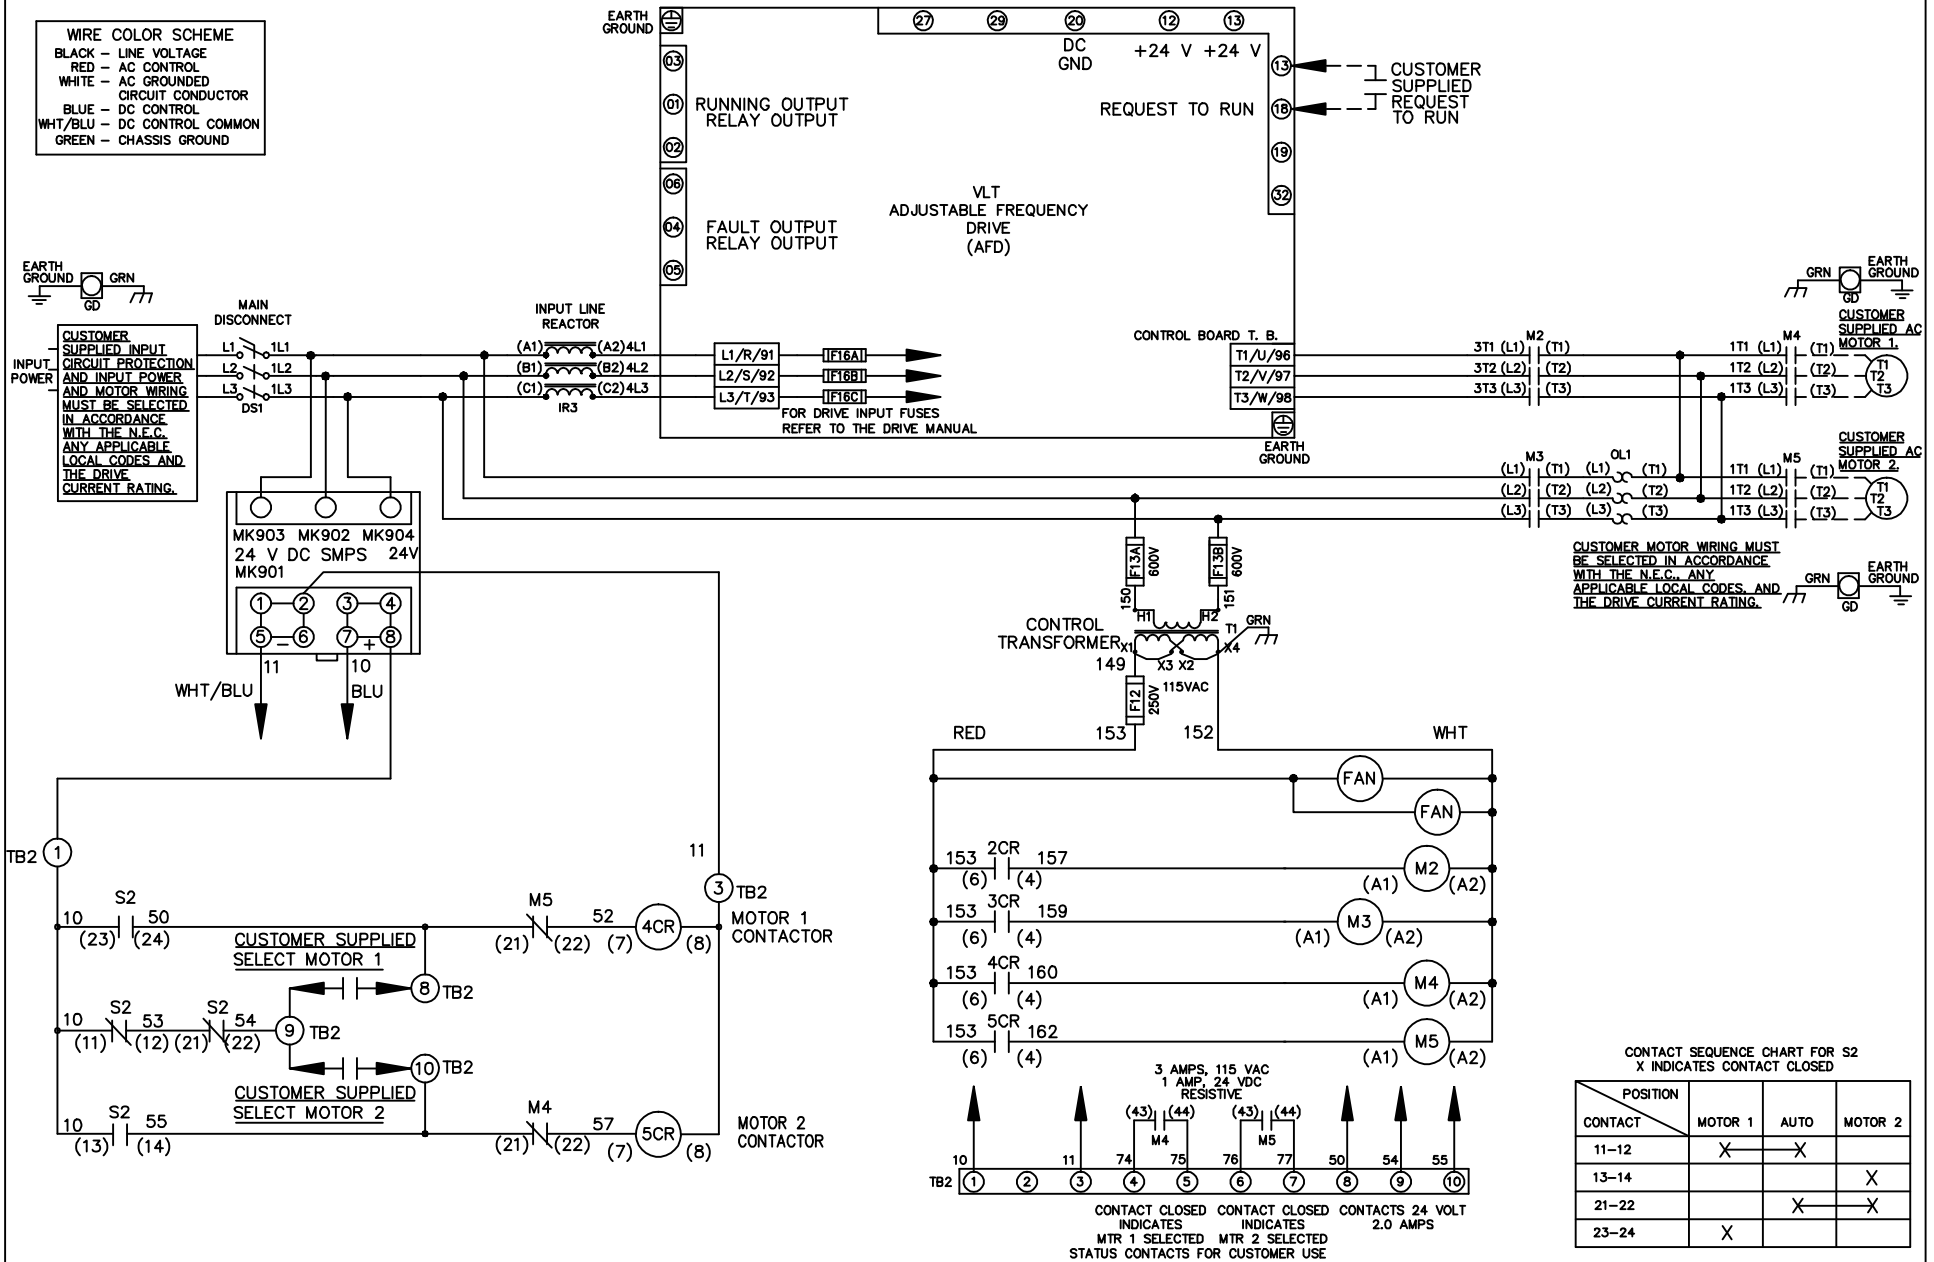 WIRE COLOR SCHEME
BLACK – LINE VOLTAGE
RED – AC CONTROL
WHITE – AC GROUNDED
CIRCUIT CONDUCTOR
BLUE – DC CONTROL
WHT/BLU – DC CONTROL COMMON
GREEN – CHASSIS GROUND
EARTH
GROUND
27 29 20 12 13
DC
GND
+24 V +24 V
03
01
02
RUNNING OUTPUT
RELAY OUTPUT
06
04
05
FAULT OUTPUT
RELAY OUTPUT
VLT
ADJUSTABLE FREQUENCY
DRIVE
(AFD)
REQUEST TO RUN
13
18
19
32
CUSTOMER
SUPPLIED
REQUEST
TO RUN
EARTH
GROUND
GRN
GD
INPUT
POWER
CUSTOMER
SUPPLIED INPUT
CIRCUIT PROTECTION
AND INPUT POWER
AND MOTOR WIRING
MUST BE SELECTED
IN ACCORDANCE
WITH THE N.E.C.
ANY APPLICABLE
LOCAL CODES AND
THE DRIVE
CURRENT RATING.
MAIN
DISCONNECT
L1 1L1
L2 1L2
L3 1L3
DS1
INPUT LINE
REACTOR
(A1) (A2) 4L1
(B1) (B2) 4L2
(C1) (C2) 4L3
IR3
L1/R/91
L2/S/92
L3/T/93
F16A
F16B
F16C
FOR DRIVE INPUT FUSES
REFER TO THE DRIVE MANUAL
CONTROL BOARD T. B.
T1/U/96
T2/V/97
T3/W/98
EARTH
GROUND
M2
3T1 (L1) (T1)
3T2 (L2) (T2)
3T3 (L3) (T3)
M4
1T1 (L1) (T1)
1T2 (L2) (T2)
1T3 (L3) (T3)
GRN
EARTH
GROUND
GD
CUSTOMER
SUPPLIED AC
MOTOR 1.
T1
T2
T3
M3 OL1
(L1) (T1) (L1) (T1)
(L2) (T2) (L2) (T2)
(L3) (T3) (L3) (T3)
M5
1T1 (L1) (T1)
1T2 (L2) (T2)
1T3 (L3) (T3)
CUSTOMER
SUPPLIED AC
MOTOR 2.
T1
T2
T3
CUSTOMER MOTOR WIRING MUST
BE SELECTED IN ACCORDANCE
WITH THE N.E.C., ANY
APPLICABLE LOCAL CODES, AND
THE DRIVE CURRENT RATING.
GRN
EARTH
GROUND
GD
MK903 MK902 MK904
24 V DC SMPS 24V
MK901
1 2 3 4
5 – 6 7 + 8
11 10
WHT/BLU BLU
F13A 600V
F13B 600V
150 151
H1 H2
CONTROL
TRANSFORMER
T1
GRN
X1 X3 X2 X4
149
115VAC
F12 250V
RED 153 152 WHT
FAN
FAN
153 2CR 157
(6) (4) (A1) M2 (A2)
153 3CR 159
(6) (4) (A1) M3 (A2)
153 4CR 160
(6) (4) (A1) M4 (A2)
153 5CR 162
(6) (4) (A1) M5 (A2)
TB2 1
11
3 TB2
10 S2 50 M5 52 4CR
(23) (24) (21) (22) (7) (8)
MOTOR 1
CONTACTOR
CUSTOMER SUPPLIED
SELECT MOTOR 1
8 TB2
10 S2 53 S2 54 9 TB2
(11) (12) (21) (22)
10 TB2
CUSTOMER SUPPLIED
SELECT MOTOR 2
10 S2 55 M4 57 5CR
(13) (14) (21) (22) (7) (8)
MOTOR 2
CONTACTOR
3 AMPS, 115 VAC
1 AMP, 24 VDC
RESISTIVE
(43) (44) (43) (44)
M4 M5
10 11 74 75 76 77 50 54 55
TB2 1 2 3 4 5 6 7 8 9 10
CONTACT CLOSED
INDICATES
MTR 1 SELECTED
CONTACT CLOSED
INDICATES
MTR 2 SELECTED
STATUS CONTACTS FOR CUSTOMER USE
CONTACTS 24 VOLT
2.0 AMPS
CONTACT SEQUENCE CHART FOR S2
X INDICATES CONTACT CLOSED
POSITION
CONTACT MOTOR 1 AUTO MOTOR 2
11–12 X X
13–14 X
21–22 X X
23–24 X